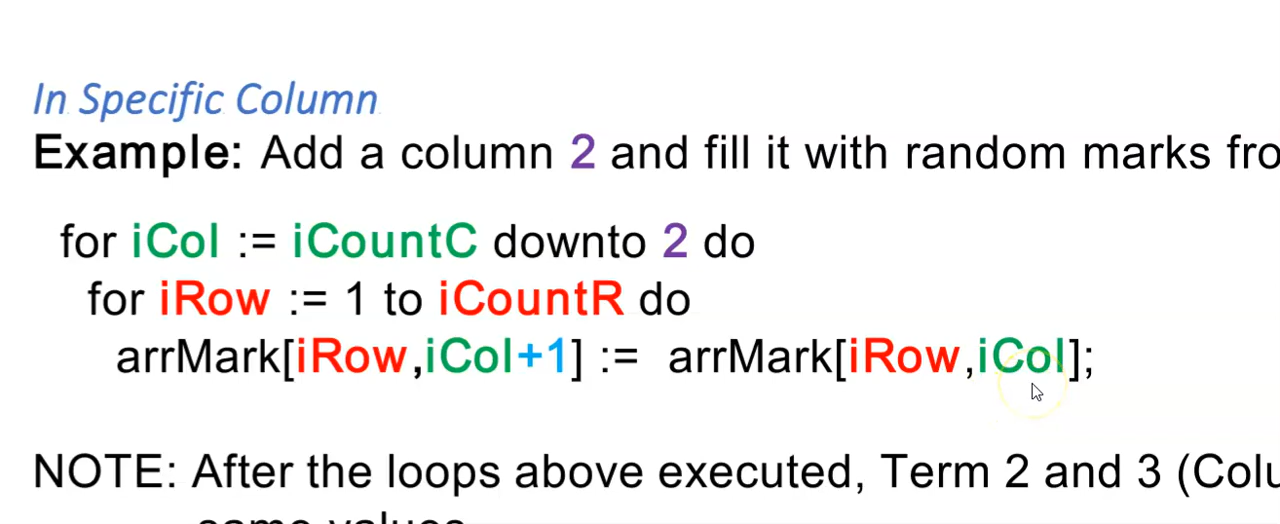 In Specific Column
Example: Add a column 2 and fill it with random marks
for iCol := iCountC downto 2 do
for iRow := 1 to iCountR do
arrMark[iRow,iCol+1] := arrMark[iRow,iCol];
NOTE: After the loops above executed, Term 2 and 3
same values